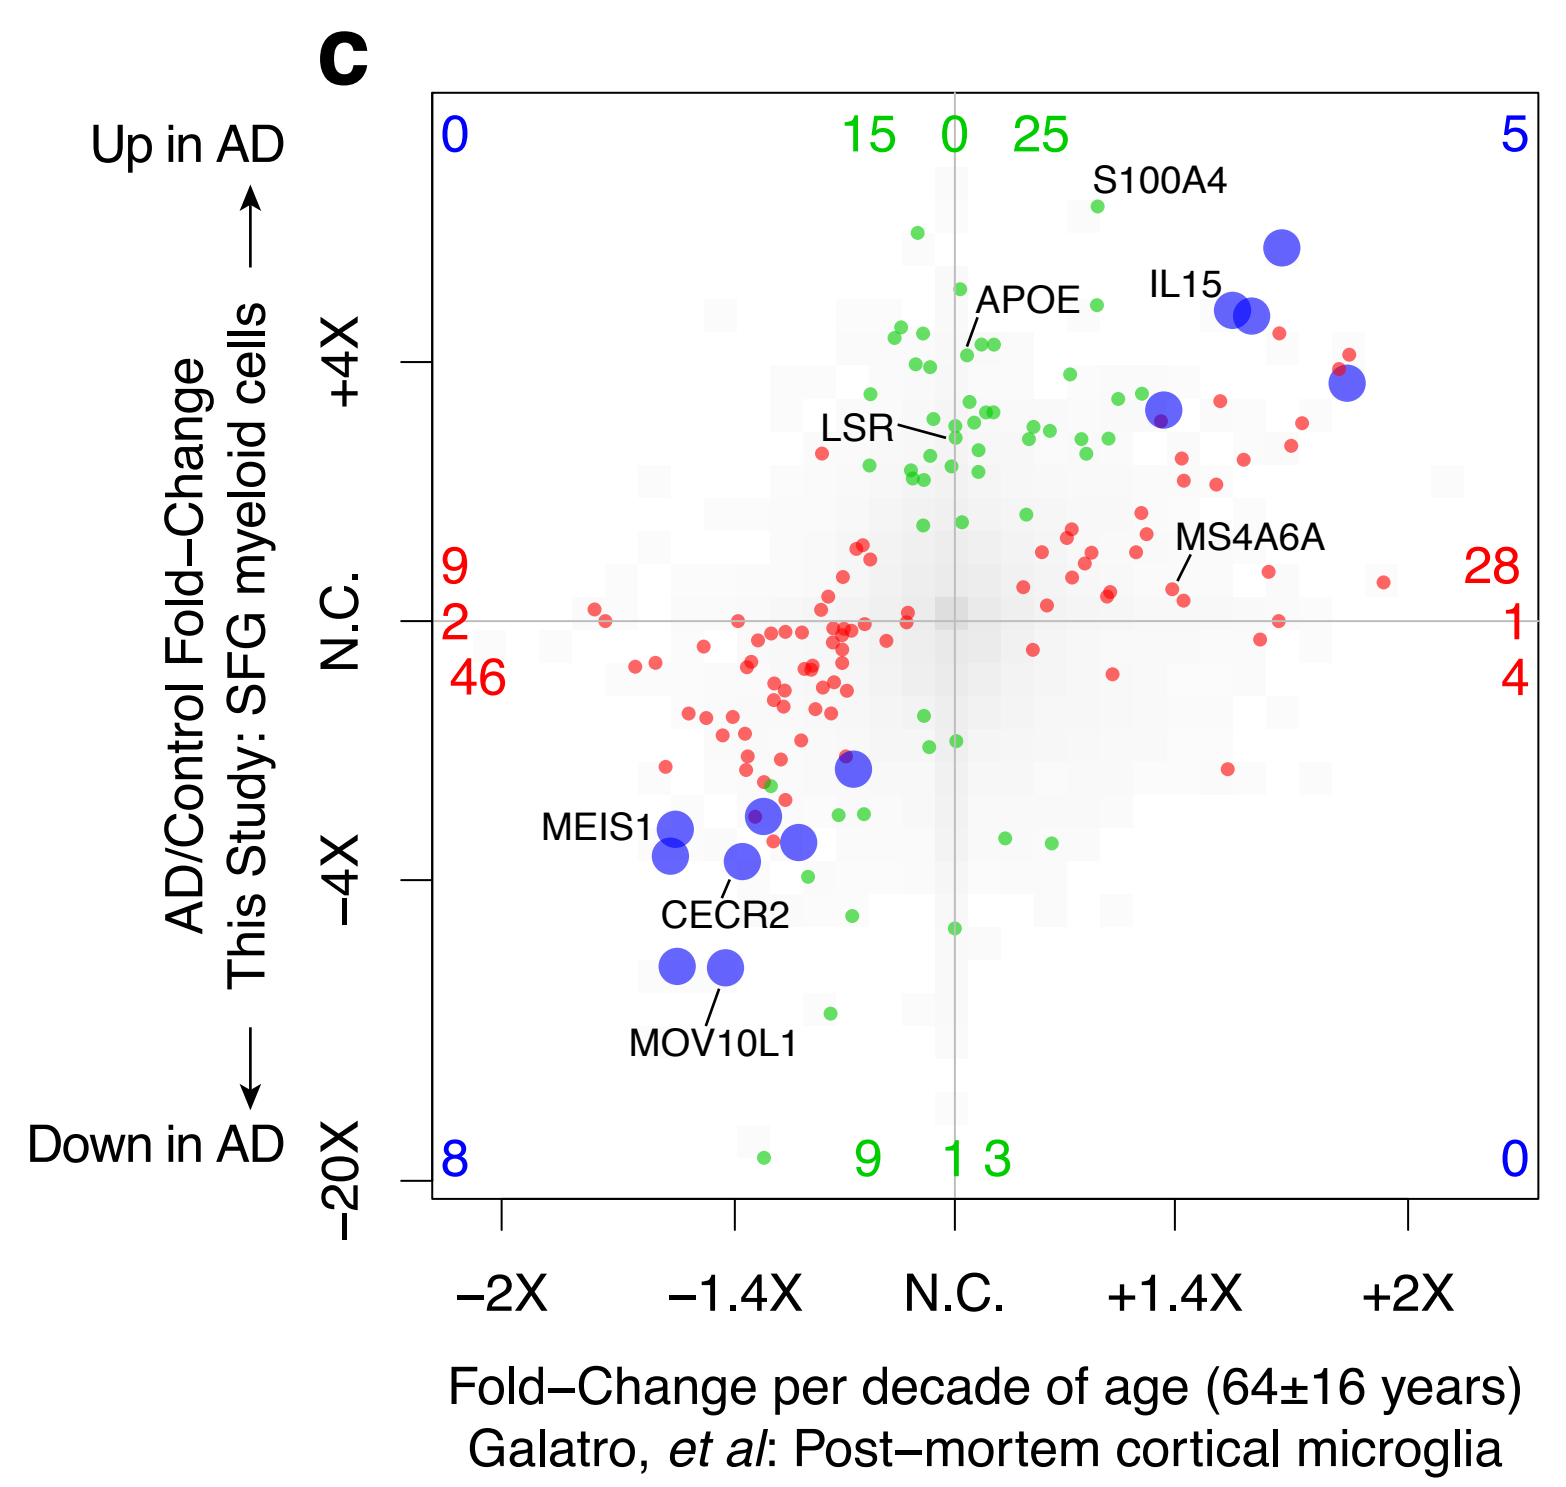 c
Up in AD
0
15 0 25
5
S100A4
IL15
APOE
+4X
LSR
AD/Control Fold–Change
This Study: SFG myeloid cells
MS4A6A
9
28
N.C.
2
1
46
4
MEIS1
–4X
CECR2
MOV10L1
Down in AD
–20X
8
9 1 3
0
–2X –1.4X N.C. +1.4X +2X
Fold–Change per decade of age (64±16 years)
Galatro, et al: Post–mortem cortical microglia